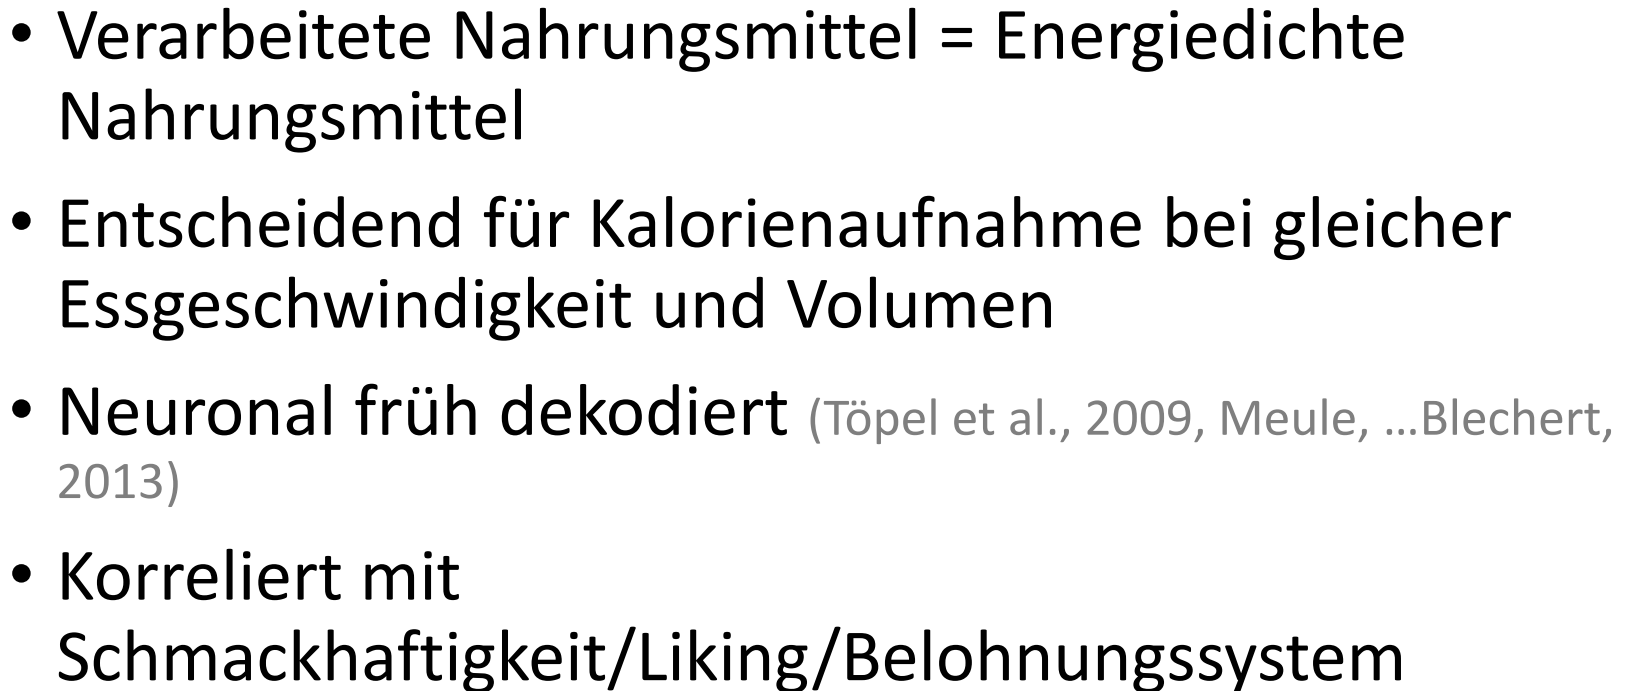 • Verarbeitete Nahrungsmittel = Energiedichte
Nahrungsmittel
• Entscheidend für Kalorienaufnahme bei gleicher
Essgeschwindigkeit und Volumen
• Neuronal früh dekodiert (Töpel et al., 2009, Meule, …Blechert,
2013)
• Korreliert mit
Schmackhaftigkeit/Liking/Belohnungssystem